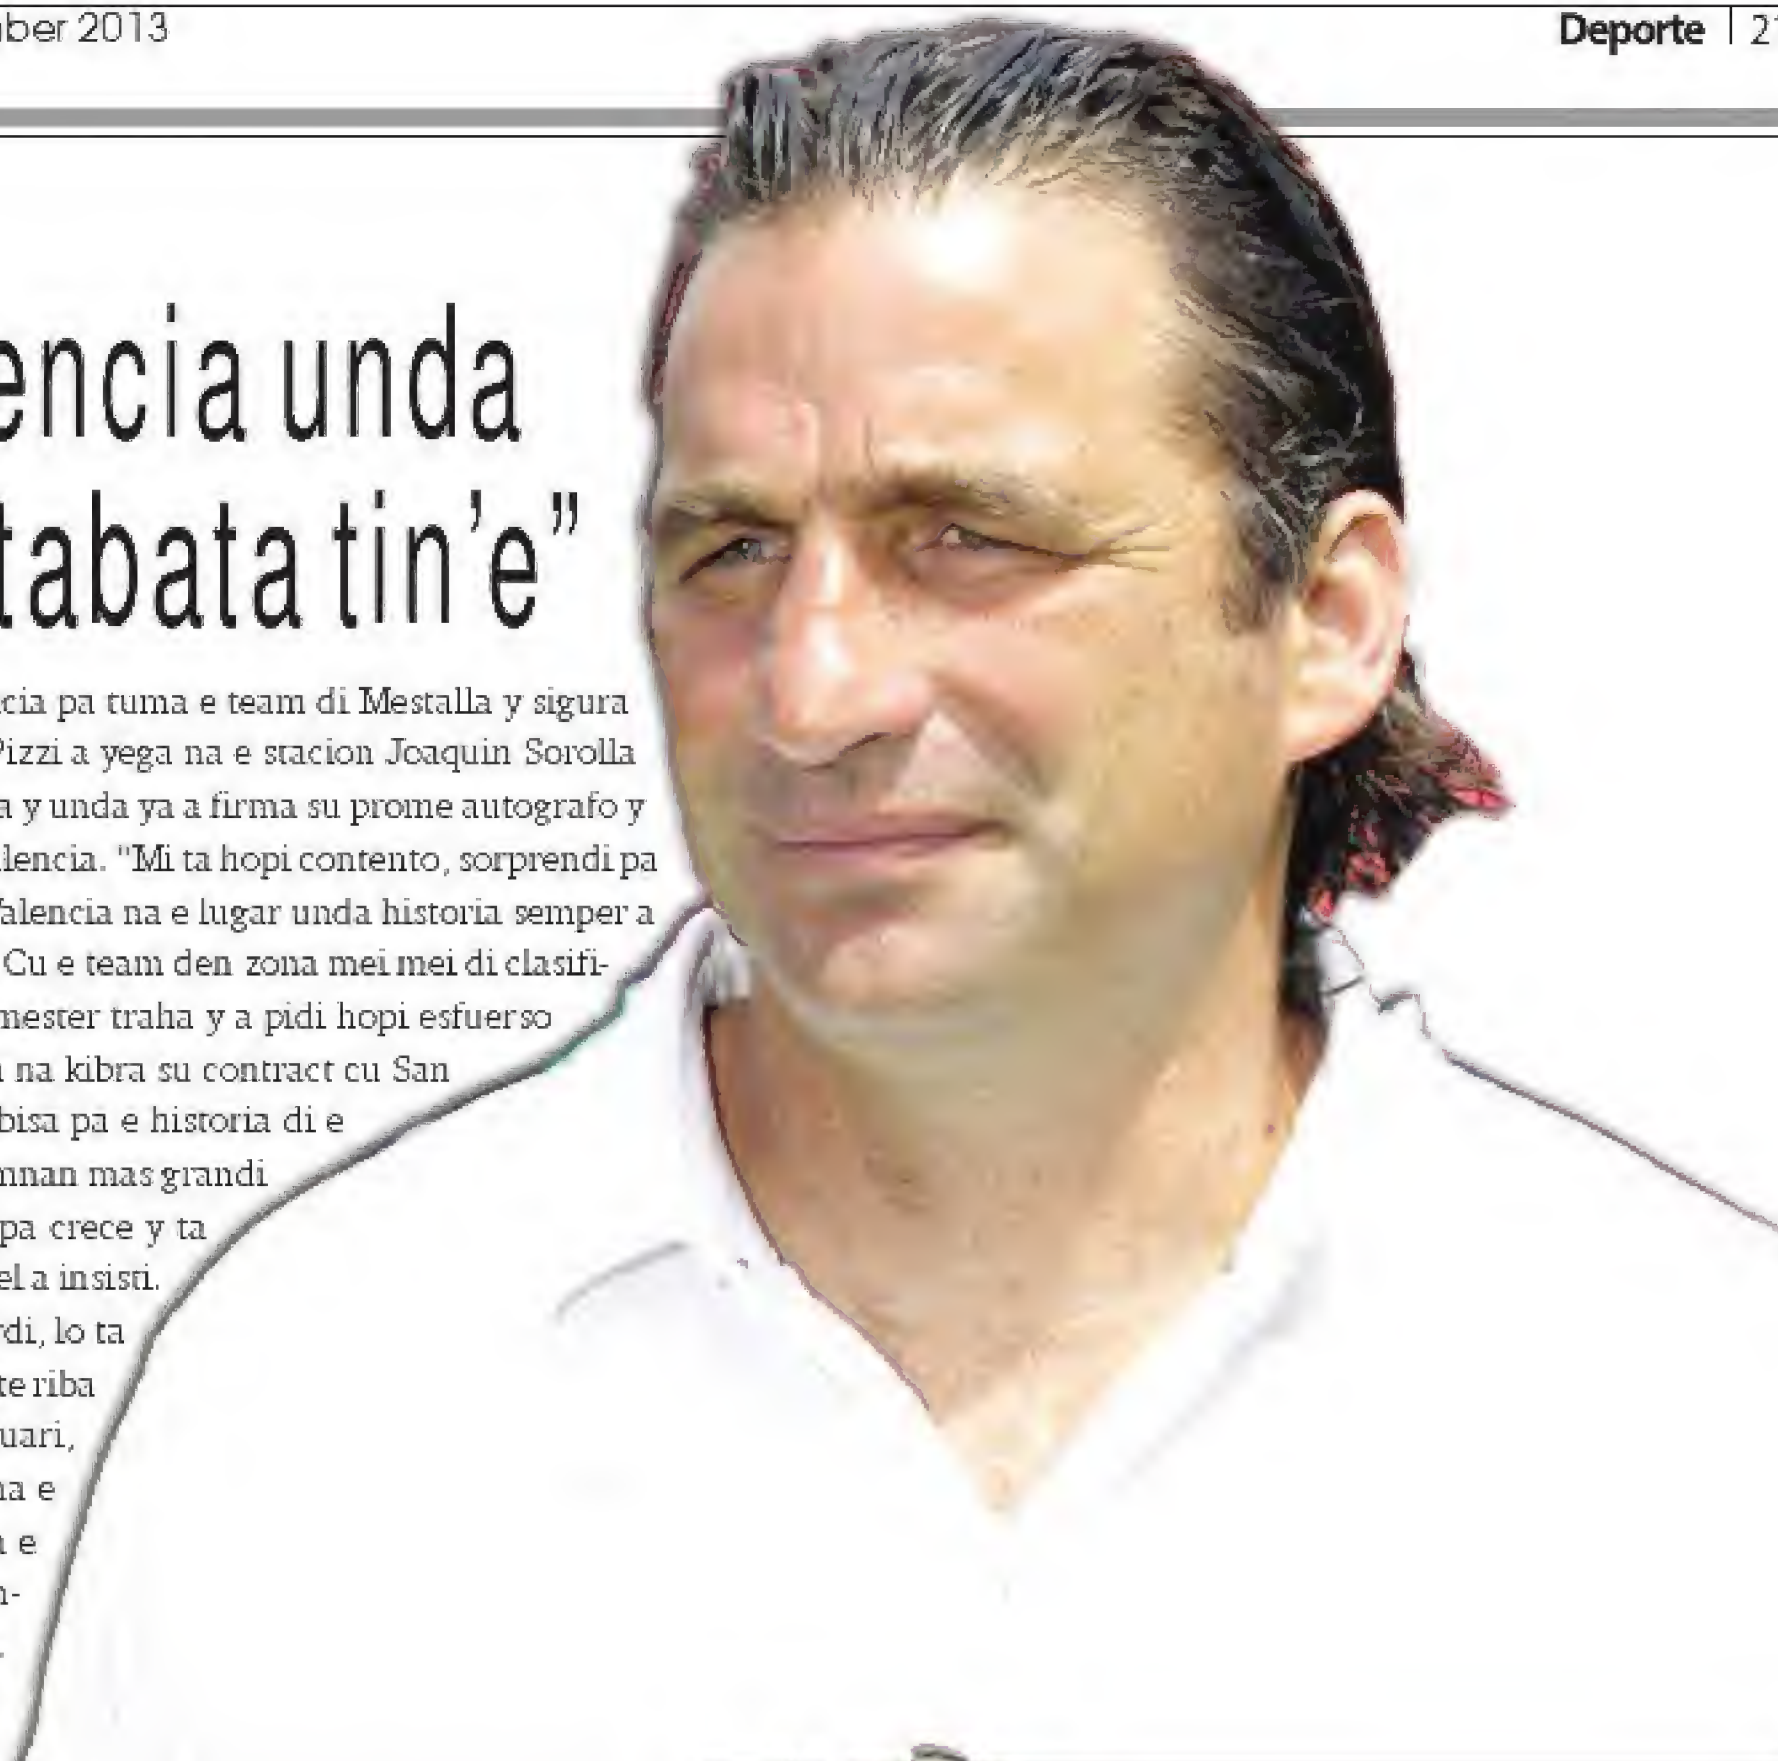 ber 2013
Deporte | 21
encia unda
tabata tin’e”
cia pa tuma e team di Mestalla y sigura
Pizzi a yega na e stacion Joaquin Sorolla
a y unda ya a firma su prome autografo y
lencia. "Mi ta hopi contento, sorprendi pa
Valencia na e lugar unda historia semper a
Cu e team den zona mei mei di clasifi-
mester traha y a pidi hopi esfuerso
na kibra su contract cu San
bisa pa e historia di e
nnan mas grandi
pa crece y ta
el a insisti.
rdi, lo ta
te riba
uari,
na e
e
n-